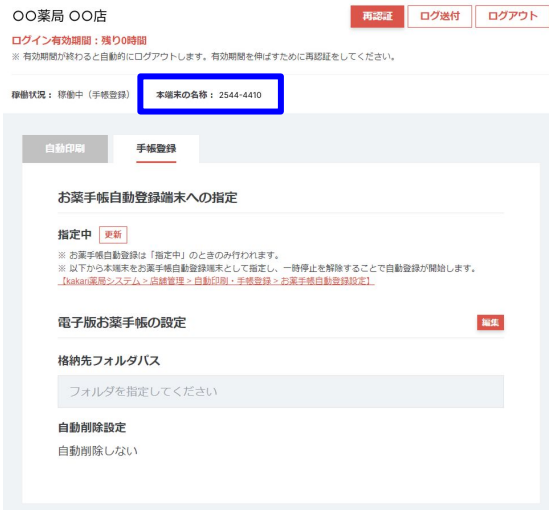 〇〇薬局 〇〇店
再認証 ログ送付 ログアウト
ログイン有効期間：残り0時間
※ 有効期間が終わると自動的にログアウトします。有効期間を伸ばすために再認証をしてください。
稼働状況： 稼働中（手帳登録） 本端末の名称： 2544-4410
自動印刷 手帳登録
お薬手帳自動登録端末への指定
指定中 更新
※ お薬手帳自動登録は「指定中」のときのみ行われます。
※ 以下から本端末をお薬手帳自動登録端末として指定し、一時停止を解除することで自動登録が開始します。
【kakari薬局システム > 店舗管理 > 自動印刷・手帳登録 > お薬手帳自動登録設定】
電子版お薬手帳の設定 編集
格納先フォルダパス
フォルダを指定してください
自動削除設定
自動削除しない